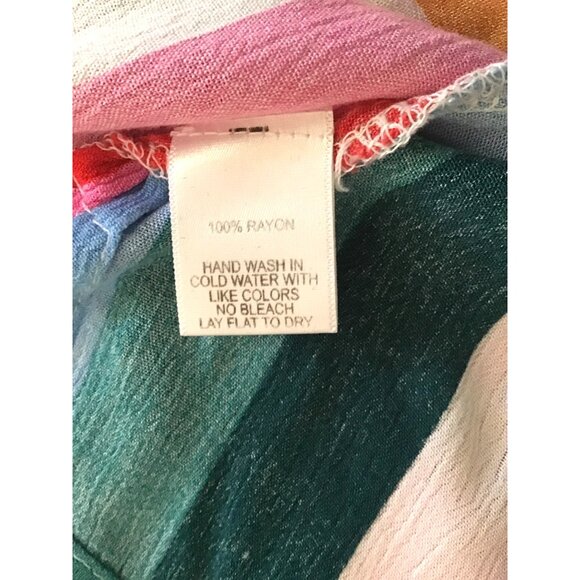 100% RAYON
HAND WASH IN
COLD WATER WITH
LIKE COLORS
NO BLEACH
LAY FLAT TO DRY